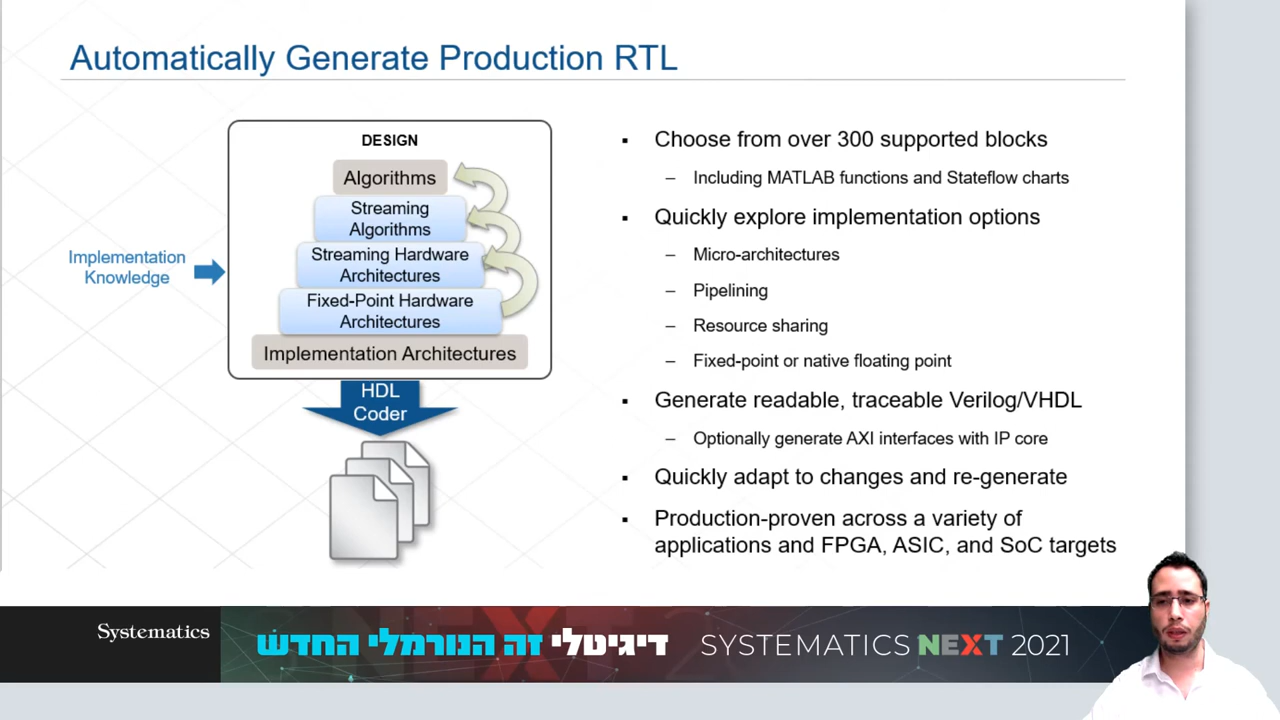 Automatically Generate Production RTL
DESIGN
Algorithms
Streaming
Algorithms
Streaming Hardware
Architectures
Fixed-Point Hardware
Architectures
Implementation Architectures
Implementation
Knowledge
HDL
Coder
▪ Choose from over 300 supported blocks
– Including MATLAB functions and Stateflow charts
▪ Quickly explore implementation options
– Micro-architectures
– Pipelining
– Resource sharing
– Fixed-point or native floating point
▪ Generate readable, traceable Verilog/VHDL
– Optionally generate AXI interfaces with IP core
▪ Quickly adapt to changes and re-generate
▪ Production-proven across a variety of
applications and FPGA, ASIC, and SoC targets
Systematics
דיגיטלי זה הנורמלי החדש
SYSTEMATICS NEXT 2021